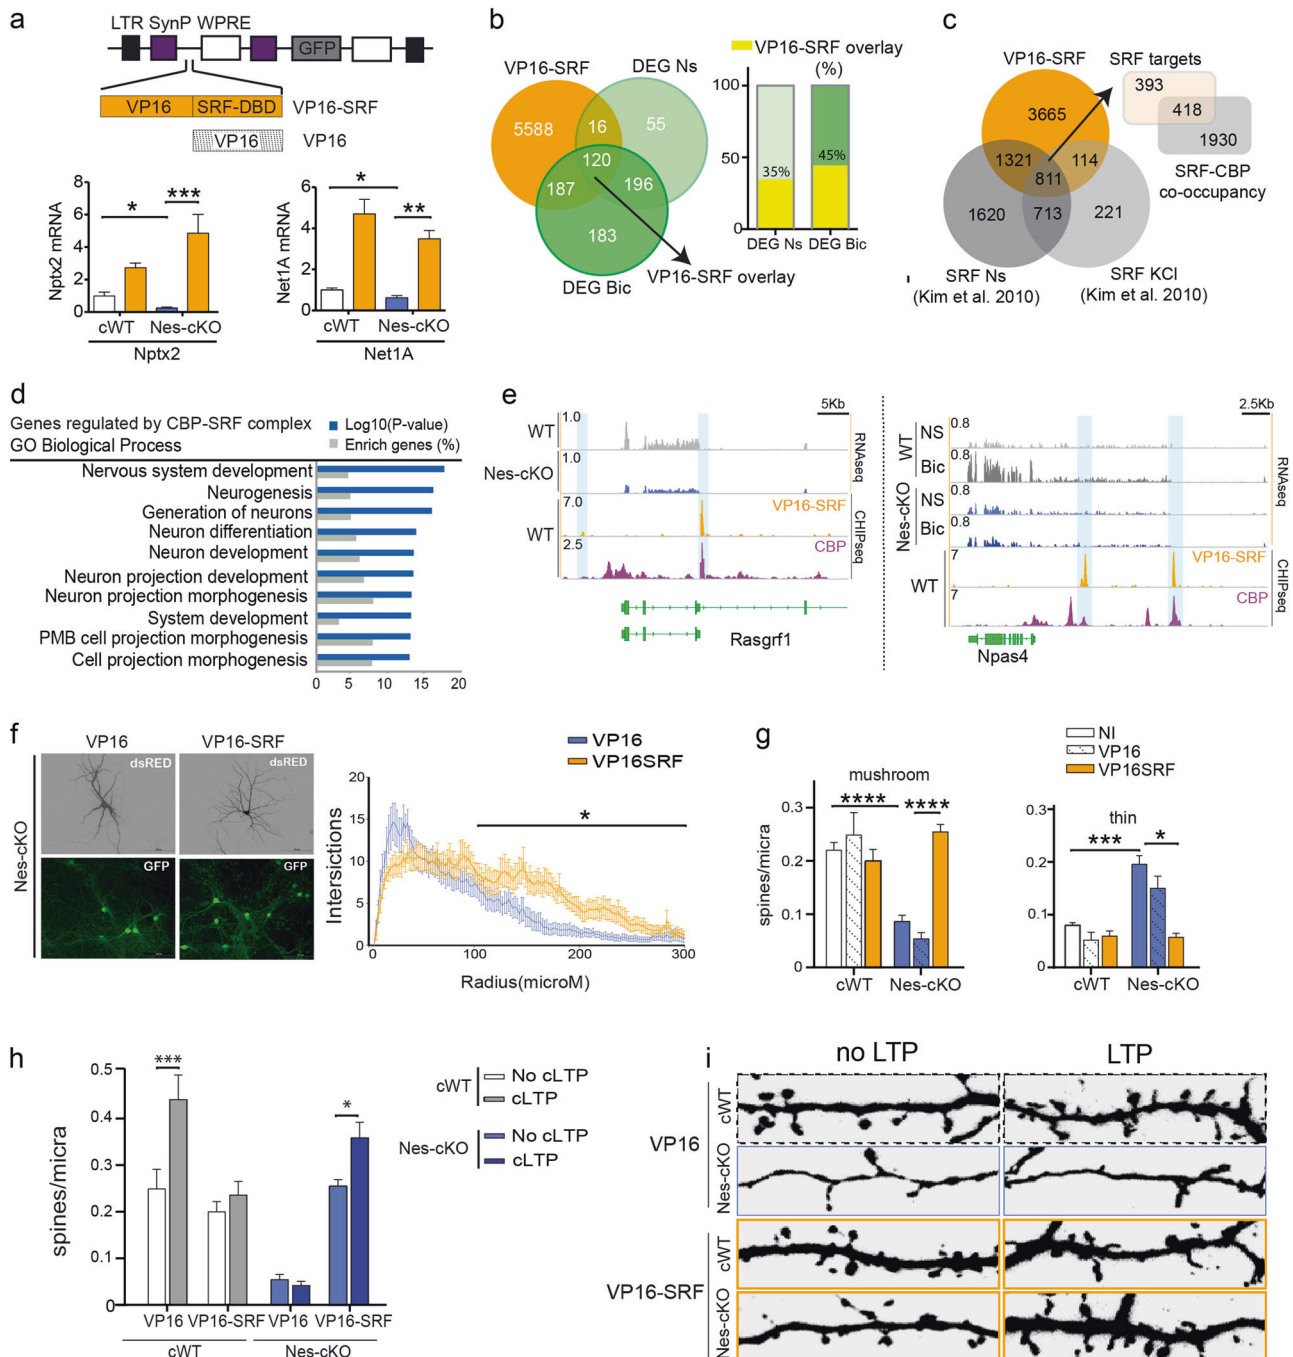 a
LTR SynP WPRE
GFP
VP16 SRF-DBD VP16-SRF
VP16 VP16
Nptx2 mRNA
8
6
4
2
0
*
***
cWT Nes-cKO
Nptx2
Net1A mRNA
6
4
2
0
*
**
cWT Nes-cKO
Net1A
b
VP16-SRF
DEG Ns
5588
16
55
120
187
196
183
DEG Bic
VP16-SRF overlay
VP16-SRF overlay
(%)
100
50
0
35%
45%
DEG Ns DEG Bic
c
VP16-SRF
SRF targets
393
418
1930
SRF-CBP
co-occupancy
3665
1321
114
811
1620
713
221
SRF Ns
(Kim et al. 2010)
SRF KCl
(Kim et al. 2010)
d
Genes regulated by CBP-SRF complex
GO Biological Process
Log10(P-value)
Enrich genes (%)
Nervous system development
Neurogenesis
Generation of neurons
Neuron differentiation
Neuron development
Neuron projection development
Neuron projection morphogenesis
System development
PMB cell projection morphogenesis
Cell projection morphogenesis
0 5 10 15 20
e
5Kb
WT
1.0
Nes-cKO
1.0
RNAseq
WT
7.0
VP16-SRF
2.5
CBP
CHIPseq
Rasgrf1
2.5Kb
WT
NS
0.8
Bic
Nes-cKO
NS
0.8
Bic
0.8
RNAseq
WT
7
VP16-SRF
7
CBP
CHIPseq
Npas4
f
VP16 VP16-SRF
Nes-cKO
dsRED
dsRED
GFP
GFP
VP16
VP16SRF
Intersictions
20
15
10
5
0
*
0 100 200 300
Radius(microM)
g
NI
VP16
VP16SRF
mushroom
spines/micra
0.3
0.2
0.1
0
****
****
cWT Nes-cKO
thin
0.3
0.2
0.1
0
***
*
cWT Nes-cKO
h
spines/micra
0.5
0.4
0.3
0.2
0.1
0
***
*
VP16 VP16-SRF VP16 VP16-SRF
cWT Nes-cKO
cWT
No cLTP
cLTP
Nes-cKO
No cLTP
cLTP
i
no LTP LTP
VP16
cWT
Nes-cKO
VP16-SRF
cWT
Nes-cKO